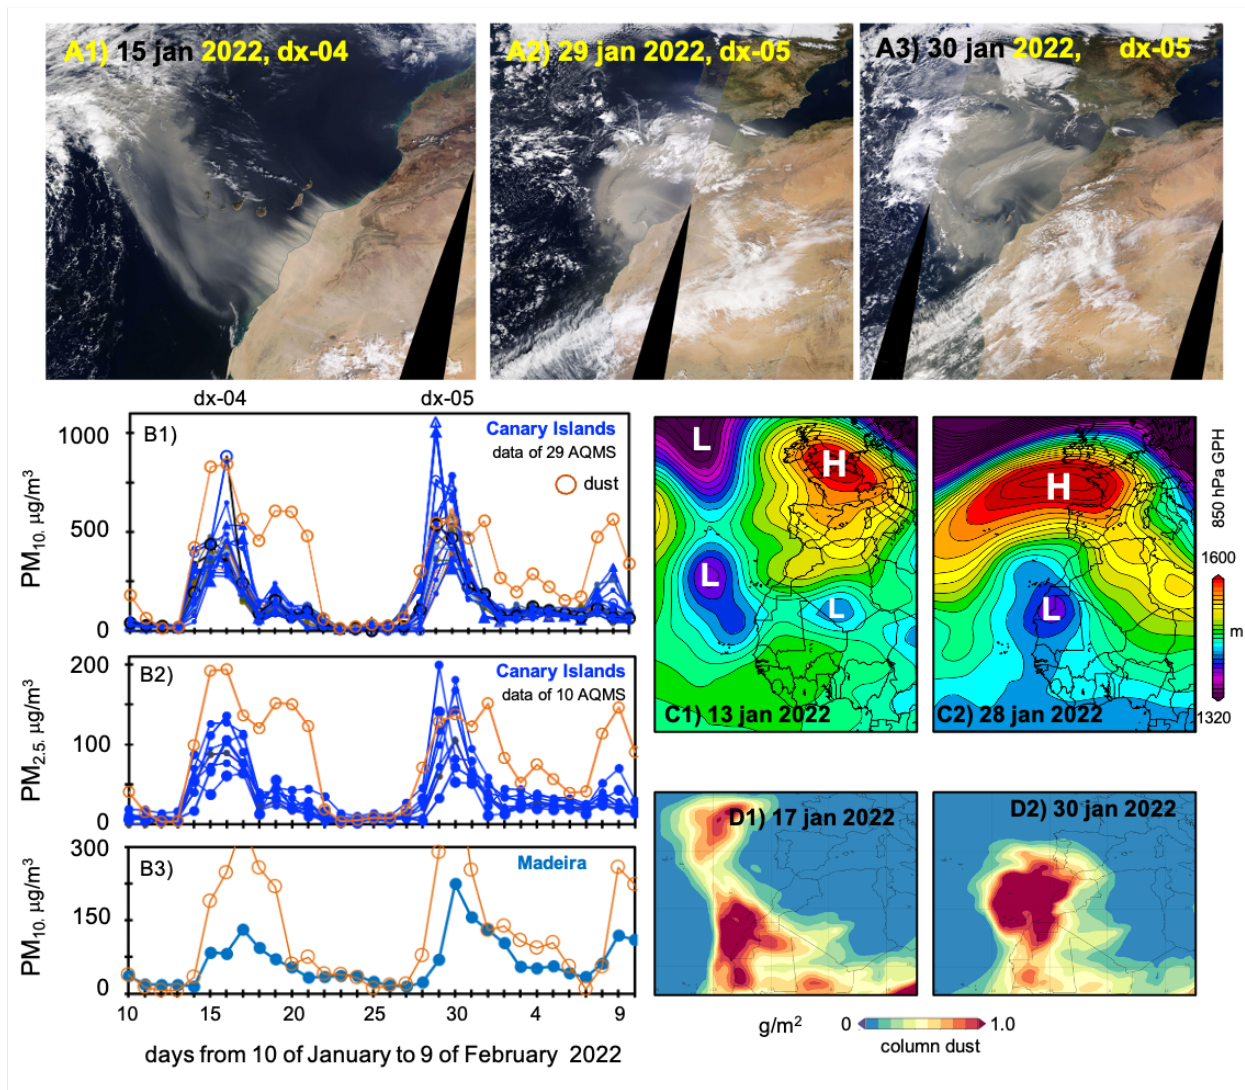 A1) 15 jan 2022, dx-04
A2) 29 jan 2022, dx-05
A3) 30 jan 2022, dx-05
dx-04
dx-05
B1)
Canary Islands
data of 29 AQMS
dust
PM10. µg/m3
1000
500
0
B2)
Canary Islands
data of 10 AQMS
PM2.5. µg/m3
200
100
0
B3)
Madeira
PM10. µg/m3
300
150
0
10 15 20 25 30 4 9
days from 10 of January to 9 of February 2022
L
H
L
L
C1) 13 jan 2022
H
L
C2) 28 jan 2022
850 hPa GPH
1600
m
1320
D1) 17 jan 2022
D2) 30 jan 2022
g/m2
0
1.0
column dust